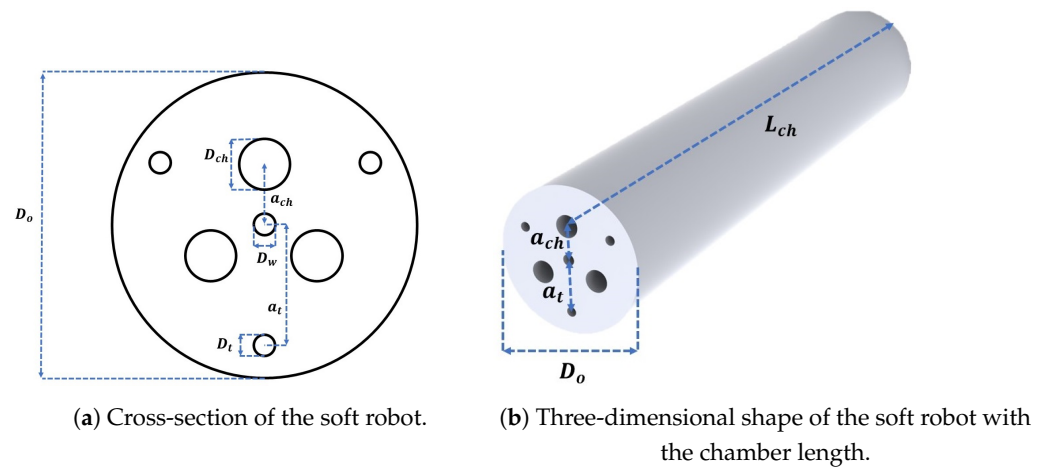 D_ch
a_ch
D_o
D_w
a_t
D_t
L_ch
a_ch
a_t
D_o
(a) Cross-section of the soft robot.
(b) Three-dimensional shape of the soft robot with
the chamber length.